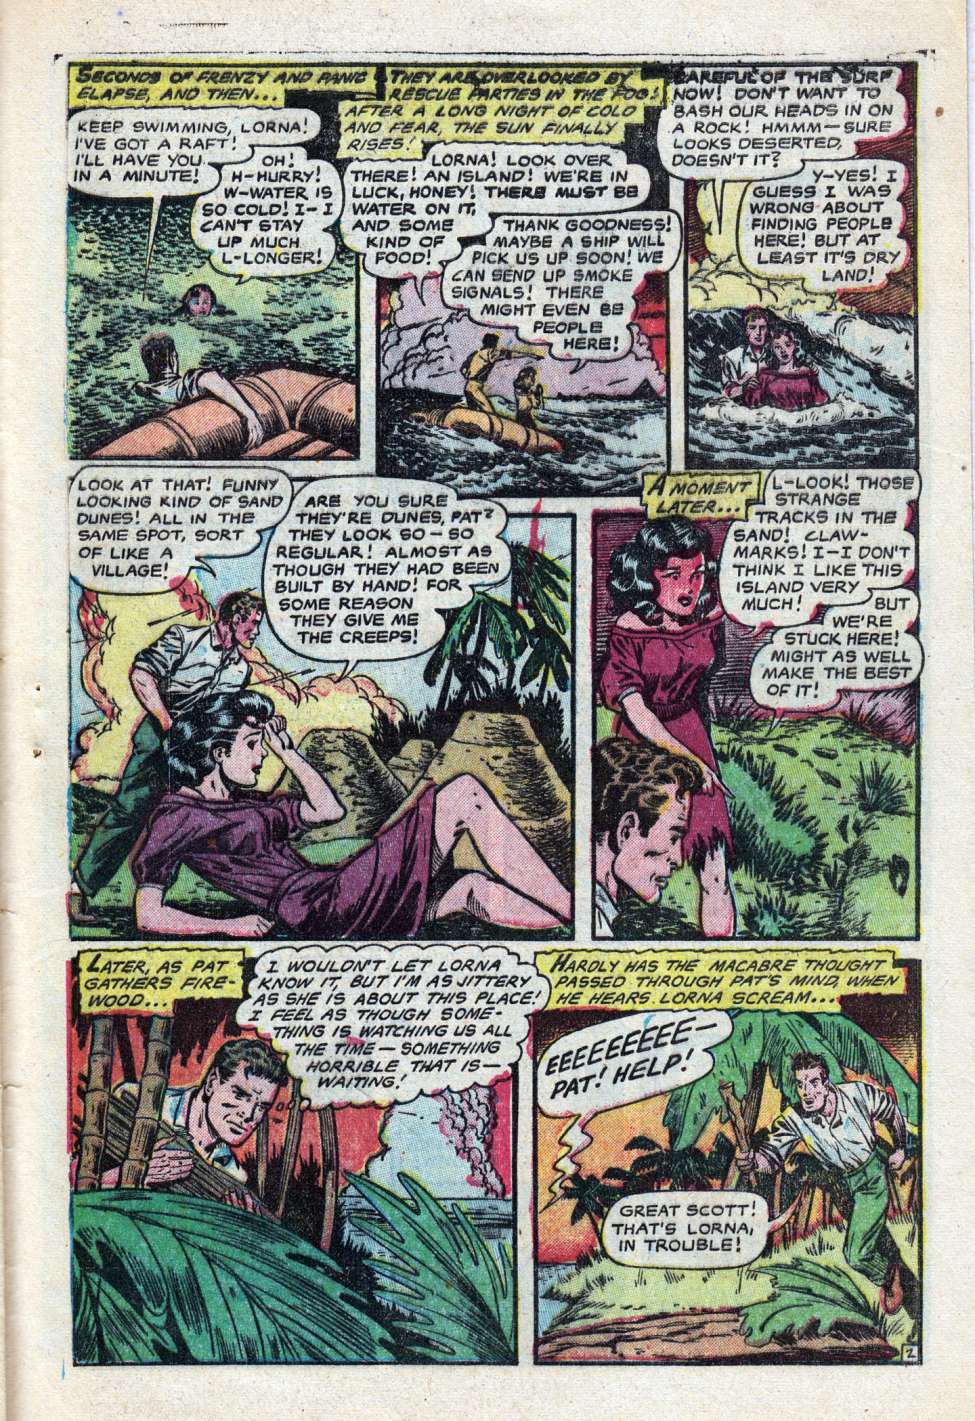 SECONDS OF FRENZY AND PANIC
ELAPSE, AND THEN...
KEEP SWIMMING, LORNA!
I'VE GOT A RAFT!
I'LL HAVE YOU
IN A MINUTE!
OH!
H-HURRY!
W-WATER IS
SO COLD! I-I
CAN'T STAY
UP MUCH
L-LONGER!
THEY ARE OVERLOOKED BY
RESCUE PARTIES IN THE FOG!
AFTER A LONG NIGHT OF COLD
AND FEAR, THE SUN FINALLY
RISES!
LORNA! LOOK OVER
THERE! AN ISLAND! WE'RE IN
LUCK, HONEY! THERE MUST BE
WATER ON IT,
AND SOME
KIND OF
FOOD!
THANK GOODNESS!
MAYBE A SHIP WILL
PICK US UP SOON! WE
CAN SEND UP SMOKE
SIGNALS! THERE
MIGHT EVEN BE
PEOPLE
HERE!
CAREFUL OF THE SURF
NOW! DON'T WANT TO
BASH OUR HEADS IN ON
A ROCK! HMMM—SURE
LOOKS DESERTED,
DOESN'T IT?
Y-YES! I
GUESS I WAS
WRONG ABOUT
FINDING PEOPLE
HERE! BUT AT
LEAST IT'S DRY
LAND!
LOOK AT THAT! FUNNY
LOOKING KIND OF SAND
DUNES! ALL IN THE
SAME SPOT, SORT
OF LIKE A
VILLAGE!
ARE YOU SURE
THEY'RE DUNES, PAT?
THEY LOOK SO—SO
REGULAR! ALMOST AS
THOUGH THEY HAD BEEN
BUILT BY HAND! FOR
SOME REASON
THEY GIVE ME
THE CREEPS!
A MOMENT
LATER...
L-LOOK! THOSE
STRANGE
TRACKS IN THE
SAND! CLAW-
MARKS! I-I DON'T
THINK I LIKE THIS
ISLAND VERY
MUCH!
BUT
WE'RE
STUCK HERE!
MIGHT AS WELL
MAKE THE BEST
OF IT!
LATER, AS PAT
GATHERS FIRE-
WOOD...
I WOULDN'T LET LORNA
KNOW IT, BUT I'M AS JITTERY
AS SHE IS ABOUT THIS PLACE!
I FEEL AS THOUGH SOME-
THING IS WATCHING US ALL
THE TIME—SOMETHING
HORRIBLE THAT IS—
WAITING!
HARDLY HAS THE MACABRE THOUGHT
PASSED THROUGH PAT'S MIND, WHEN
HE HEARS LORNA SCREAM...
EEEEEEEEE—
PAT! HELP!
GREAT SCOTT!
THAT'S LORNA,
IN TROUBLE!
2